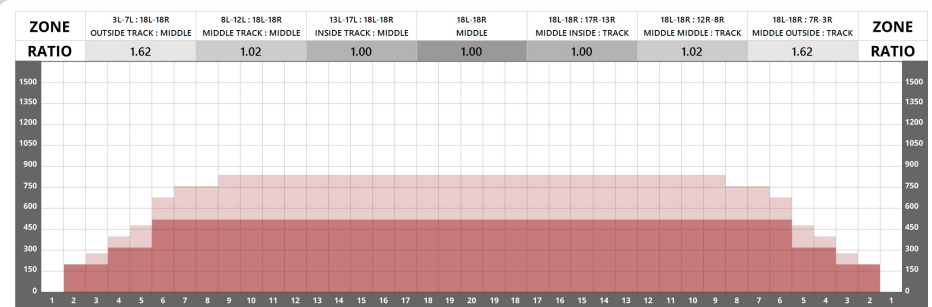 ZONE 3L-7L : 18L-18R 8L-12L : 18L-18R 13L-17L : 18L-18R 18L-18R 18L-18R : 17R-13R 18L-18R : 12R-8R 18L-18R : 7R-3R ZONE
OUTSIDE TRACK : MIDDLE MIDDLE TRACK : MIDDLE INSIDE TRACK : MIDDLE MIDDLE MIDDLE INSIDE : TRACK MIDDLE MIDDLE : TRACK MIDDLE OUTSIDE : TRACK
RATIO 1.62 1.02 1.00 1.00 1.00 1.02 1.62 RATIO
1500 1500
1350 1350
1200 1200
1050 1050
900 900
750 750
600 600
450 450
300 300
150 150
0 0
1 2 3 4 5 6 7 8 9 10 11 12 13 14 15 16 17 18 19 20 19 18 17 16 15 14 13 12 11 10 9 8 7 6 5 4 3 2 1